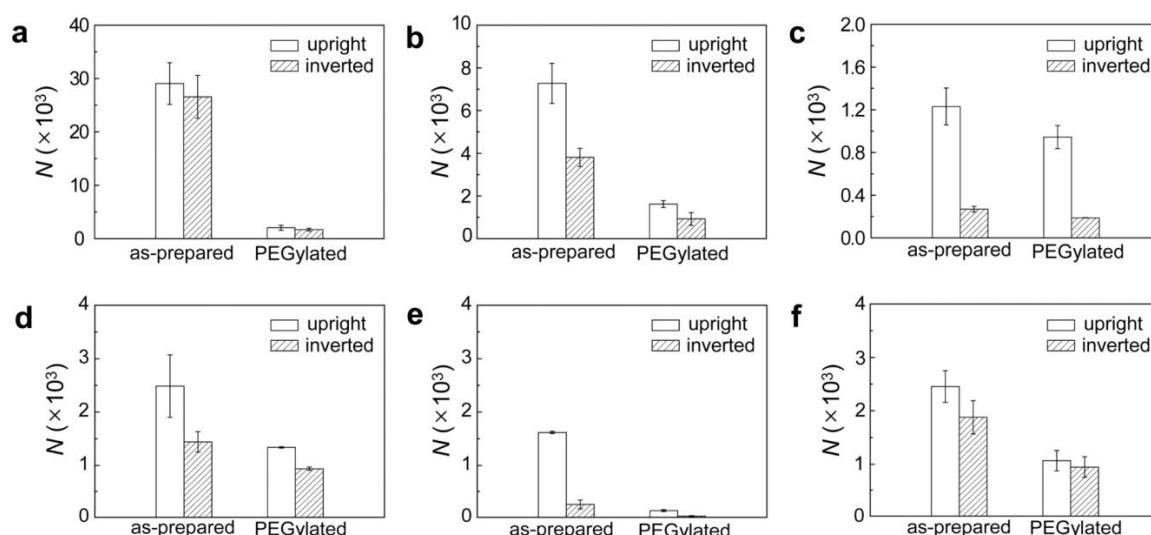 a
N (×10³)
40
30
20
10
0
upright
inverted
as-prepared PEGylated
b
N (×10³)
10
8
6
4
2
0
upright
inverted
as-prepared PEGylated
c
N (×10³)
2.0
1.6
1.2
0.8
0.4
0.0
upright
inverted
as-prepared PEGylated
d
N (×10³)
4
3
2
1
0
upright
inverted
as-prepared PEGylated
e
N (×10³)
4
3
2
1
0
upright
inverted
as-prepared PEGylated
f
N (×10³)
4
3
2
1
0
upright
inverted
as-prepared PEGylated